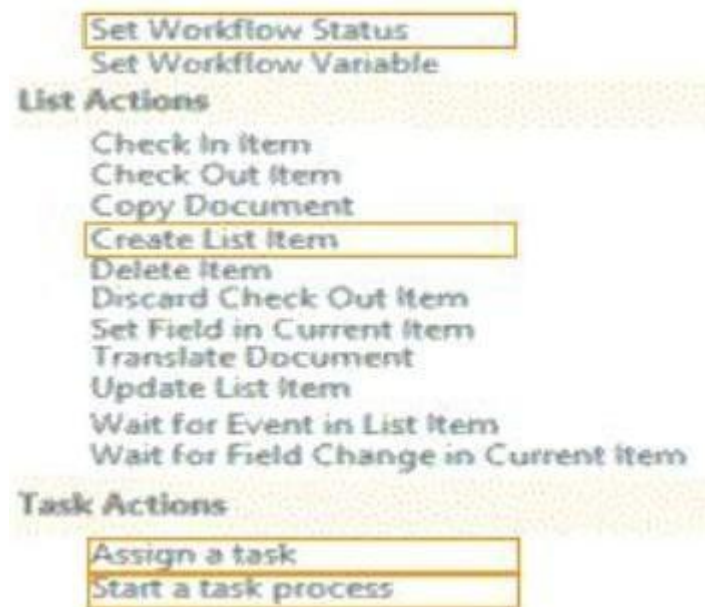 Set Workflow Status
Set Workflow Variable
List Actions
Check In Item
Check Out Item
Copy Document
Create List Item
Delete Item
Discard Check Out Item
Set Field in Current Item
Translate Document
Update List Item
Wait for Event in List Item
Wait for Field Change in Current Item
Task Actions
Assign a task
Start a task process